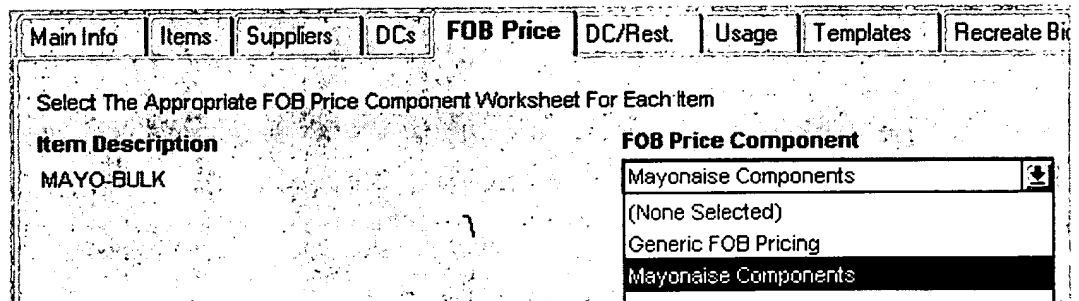 Main Info Items Suppliers DCs FOB Price DC/Rest. Usage Templates Recreate Bid
Select The Appropriate FOB Price Component Worksheet For Each Item
Item Description FOB Price Component
MAYO-BULK Mayonaise Components
(None Selected)
Generic FOB Pricing
Mayonaise Components